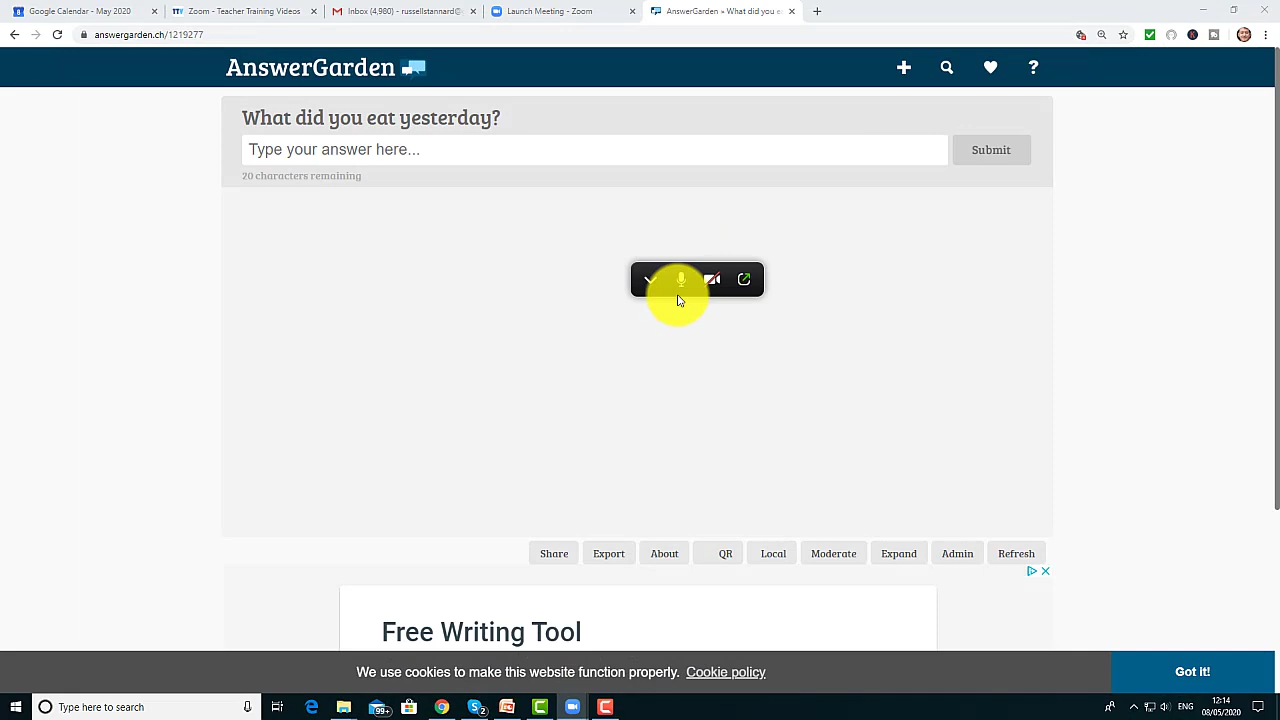 Google Calendar - May 2020
Zoom - Teacher Training Videos
Inbox (4,980) - russellstannard
Launch Meeting - Zoom
AnswerGarden » What did you e
answergarden.ch/1219277
AnswerGarden
What did you eat yesterday?
Type your answer here...
Submit
20 characters remaining
Share
Export
About
QR
Local
Moderate
Expand
Admin
Refresh
Free Writing Tool
We use cookies to make this website function properly. Cookie policy
Got it!
Type here to search
99+
2
ENG
12:14
08/05/2020